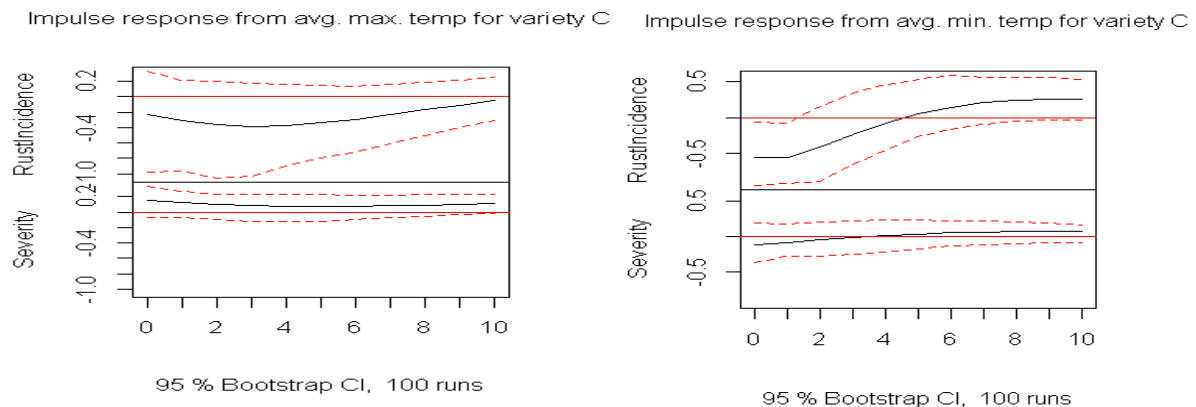 Impulse response from avg. max. temp for variety C
RustIncidence
0.2
-0.4
-1.0
Severity
0.2
-0.4
-1.0
0 2 4 6 8 10
95 % Bootstrap CI, 100 runs
Impulse response from avg. min. temp for variety C
RustIncidence
0.5
-0.5
Severity
0.5
-0.5
0 2 4 6 8 10
95 % Bootstrap CI, 100 runs